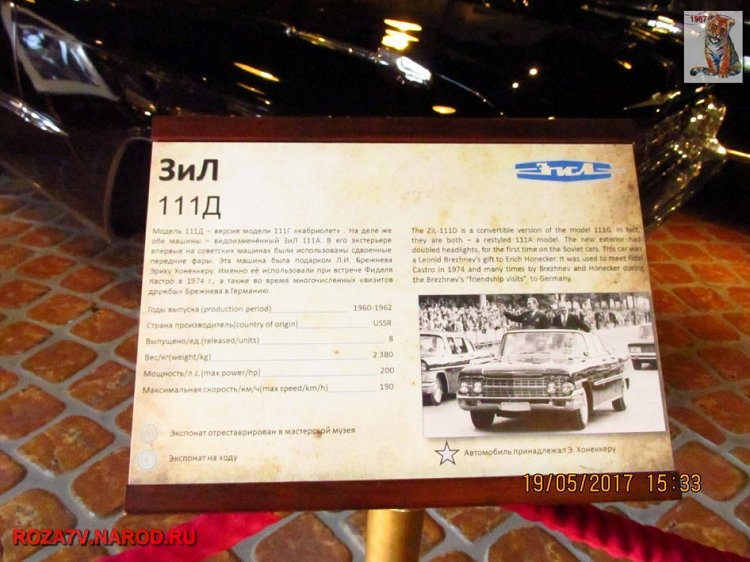 1987
ЗиЛ
111Д
ЗиЛ
Модель 111Д – версия модели 111Г «кабриолет» . На деле же
обе машины – видоизменённый ЗиЛ 111А. В его экстерьере
впервые на советских машинах были использованы сдвоенные
передние фары. Эта машина была подарком Л.И. Брежнева
Эриху Хонеккеру. Именно её использовали при встрече Фиделя
Кастро в 1974 г., а также во время многочисленных «визитов
дружбы» Брежнева в Германию.
The ZiL-111D is a convertible version of the model 111G. In fact,
they are both – a restyled 111A model. The new exterior had
doubled headlights, for the first time on the Soviet cars. This car was
a Leonid Brezhnev's gift to Erich Honecker. It was used to meet Fidel
Castro in 1974 and many times by Brezhnev and Honecker during
the Brezhnev's "friendship visits" to Germany.
Годы выпуска(production period) 1960-1962
Страна производитель(country of origin) USSR
Выпущено/ед.(released/units) 8
Вес/кг(weight/kg) 2 380
Мощность/л.с.(max power/hp) 200
Максимальная скорость/км/ч(max speed/km/h) 190
Экспонат отреставрирован в мастерской музея
Экспонат на ходу
Автомобиль принадлежал Э. Хонеккеру
19/05/2017 15:33
ROZA7V.NAROD.RU